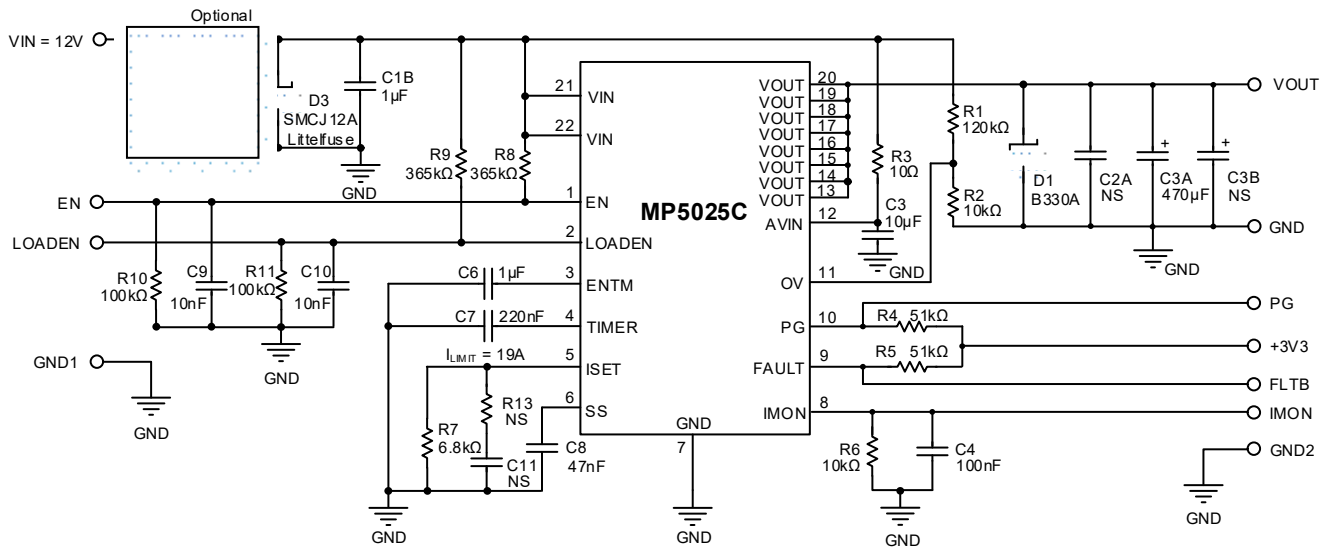 Optional
VIN = 12V
C1B
1µF
D3
SMCJ12A
Littelfuse
GND
R9
365kΩ
R8
365kΩ
21
VIN
22
VIN
EN
1
EN
LOADEN
2
LOADEN
R10
100kΩ
C9
10nF
R11
100kΩ
C10
10nF
GND
C6
1µF
3
ENTM
C7
220nF
4
TIMER
GND1
GND
ILIMIT = 19A
5
ISET
6
SS
R13
NS
R7
6.8kΩ
C11
NS
C8
47nF
GND
MP5025C
GND
7
GND
VOUT
20
VOUT
19
VOUT
18
VOUT
17
VOUT
16
VOUT
15
VOUT
14
VOUT
13
AVIN
12
R3
10Ω
C3
10µF
GND
R1
120kΩ
R2
10kΩ
D1
B330A
C2A
NS
C3A
+
470µF
C3B
+
NS
VOUT
GND
GND
OV
11
PG
10
R4
51kΩ
PG
+3V3
FAULT
9
R5
51kΩ
FLTB
IMON
8
IMON
R6
10kΩ
C4
100nF
GND
GND2
GND